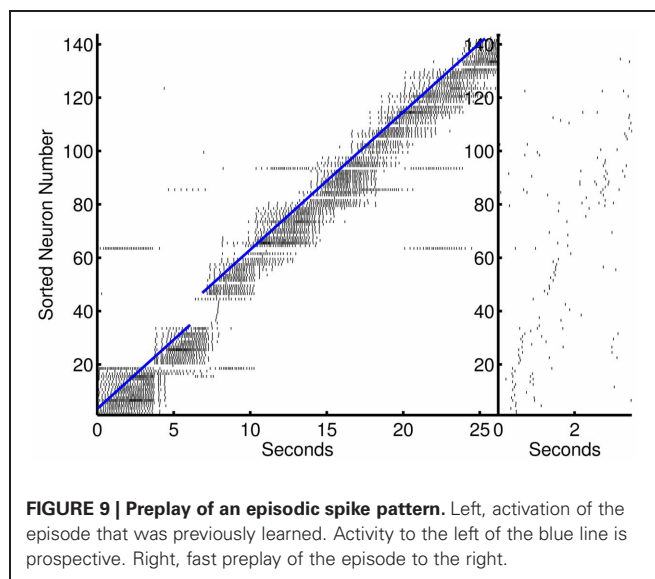 140
120
100
80
60
40
20
Sorted Neuron Number
0 5 10 15 20 25
Seconds
140
120
100
80
60
40
20
0 2
Seconds
FIGURE 9 | Preplay of an episodic spike pattern. Left, activation of the
episode that was previously learned. Activity to the left of the blue line is
prospective. Right, fast preplay of the episode to the right.